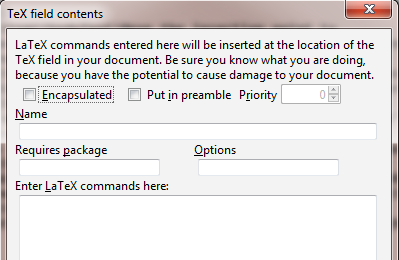 TeX field contents
LaTeX commands entered here will be inserted at the location of the
TeX field in your document. Be sure you know what you are doing,
because you have the potential to cause damage to your document.
Encapsulated Put in preamble Priority 0
Name
Requires package Options
Enter LaTeX commands here: